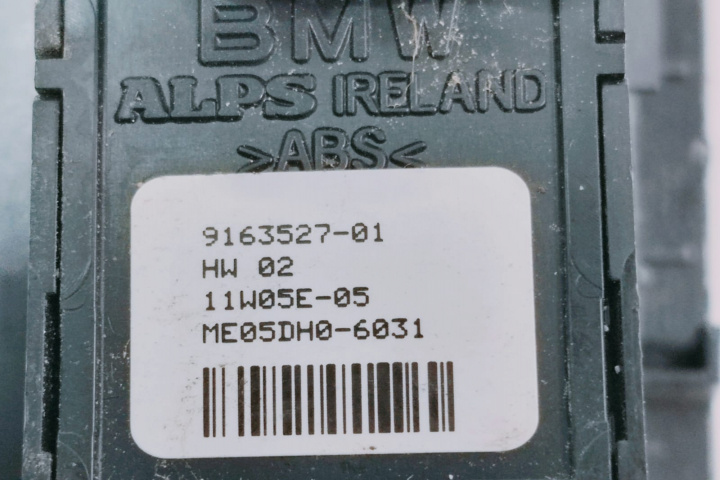 BMW
ALPS IRELAND
>ABS<
9163527-01
HW 02
11W05E-05
ME05DH0-6031